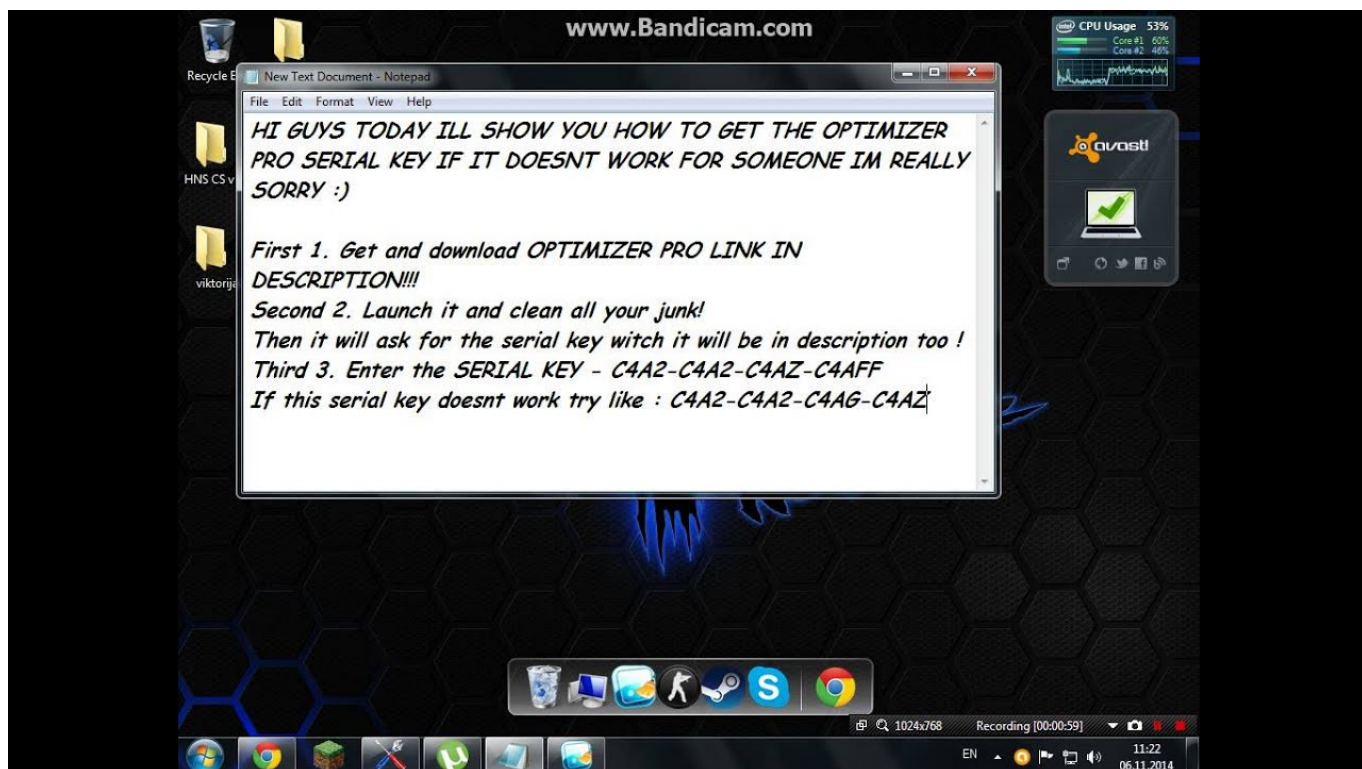 www.Bandicam.com
CPU Usage 53%
Core #1 60%
Core #2 46%
Recycle B
New Text Document - Notepad
File Edit Format View Help
HI GUYS TODAY ILL SHOW YOU HOW TO GET THE OPTIMIZER
PRO SERIAL KEY IF IT DOESNT WORK FOR SOMEONE IM REALLY
SORRY :)
First 1. Get and download OPTIMIZER PRO LINK IN
DESCRIPTION!!!
Second 2. Launch it and clean all your junk!
Then it will ask for the serial key witch it will be in description too !
Third 3. Enter the SERIAL KEY - C4A2-C4A2-C4AZ-C4AFF
If this serial key doesnt work try like : C4A2-C4A2-C4AG-C4AZ
HNS CS v
viktorija
avast!
1024x768 Recording [00:00:59]
EN
11:22
06.11.2014